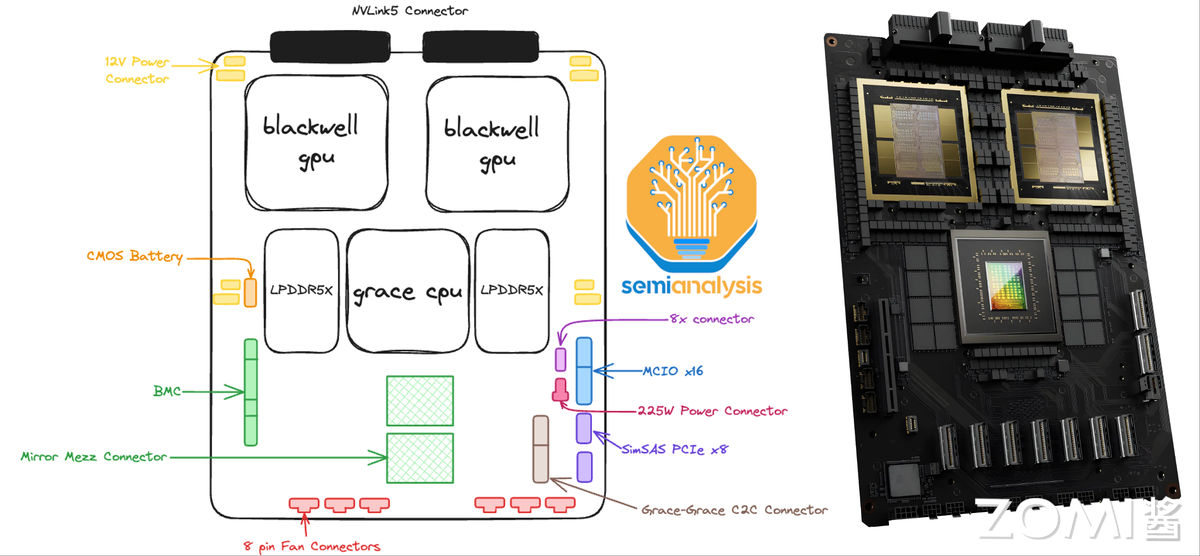 NVLink5 Connector
12V Power
Connector
blackwell
gpu
blackwell
gpu
CMOS Battery
LPDDR5X
grace cpu
LPDDR5X
semianalysis
8x connector
MCIO x16
BMC
225W Power Connector
SimSAS PCIe x8
Mirror Mezz Connector
Grace-Grace C2C Connector
8 pin Fan Connectors
ZOMI酱